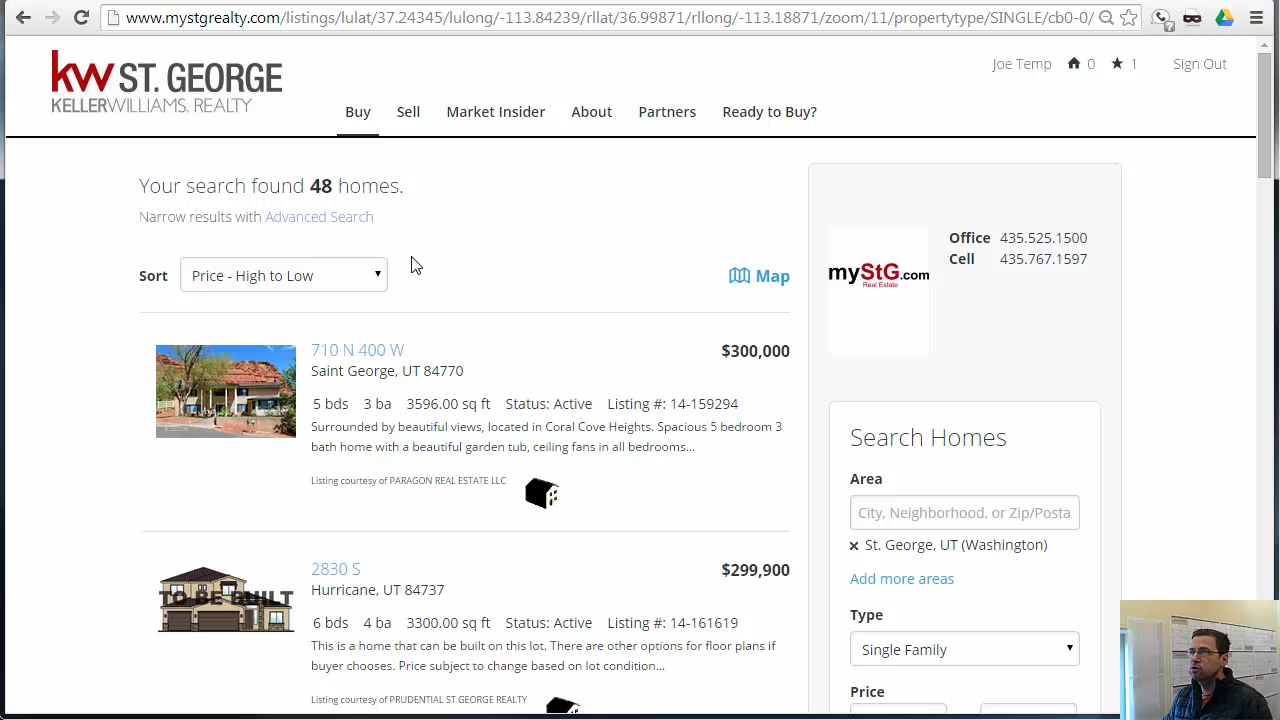 www.mystgrealty.com/listings/lulat/37.24345/lulong/-113.84239/rllat/36.99871/rllong/-113.18871/zoom/11/propertytype/SINGLE/cb0-0/
kw ST. GEORGE
KELLERWILLIAMS. REALTY
Joe Temp 0 1 Sign Out
Buy Sell Market Insider About Partners Ready to Buy?
Your search found 48 homes.
Narrow results with Advanced Search
Sort Price - High to Low Map
710 N 400 W $300,000
Saint George, UT 84770
5 bds 3 ba 3596.00 sq ft Status: Active Listing #: 14-159294
Surrounded by beautiful views, located in Coral Cove Heights. Spacious 5 bedroom 3
bath home with a beautiful garden tub, ceiling fans in all bedrooms...
Listing courtesy of PARAGON REAL ESTATE LLC
TO BE BUILT
2830 S $299,900
Hurricane, UT 84737
6 bds 4 ba 3300.00 sq ft Status: Active Listing #: 14-161619
This is a home that can be built on this lot. There are other options for floor plans if
buyer chooses. Price subject to change based on lot condition...
Listing courtesy of PRUDENTIAL ST GEORGE REALTY
myStG.com
Real Estate
Office 435.525.1500
Cell 435.767.1597
Search Homes
Area
City, Neighborhood, or Zip/Posta
× St. George, UT (Washington)
Add more areas
Type
Single Family
Price